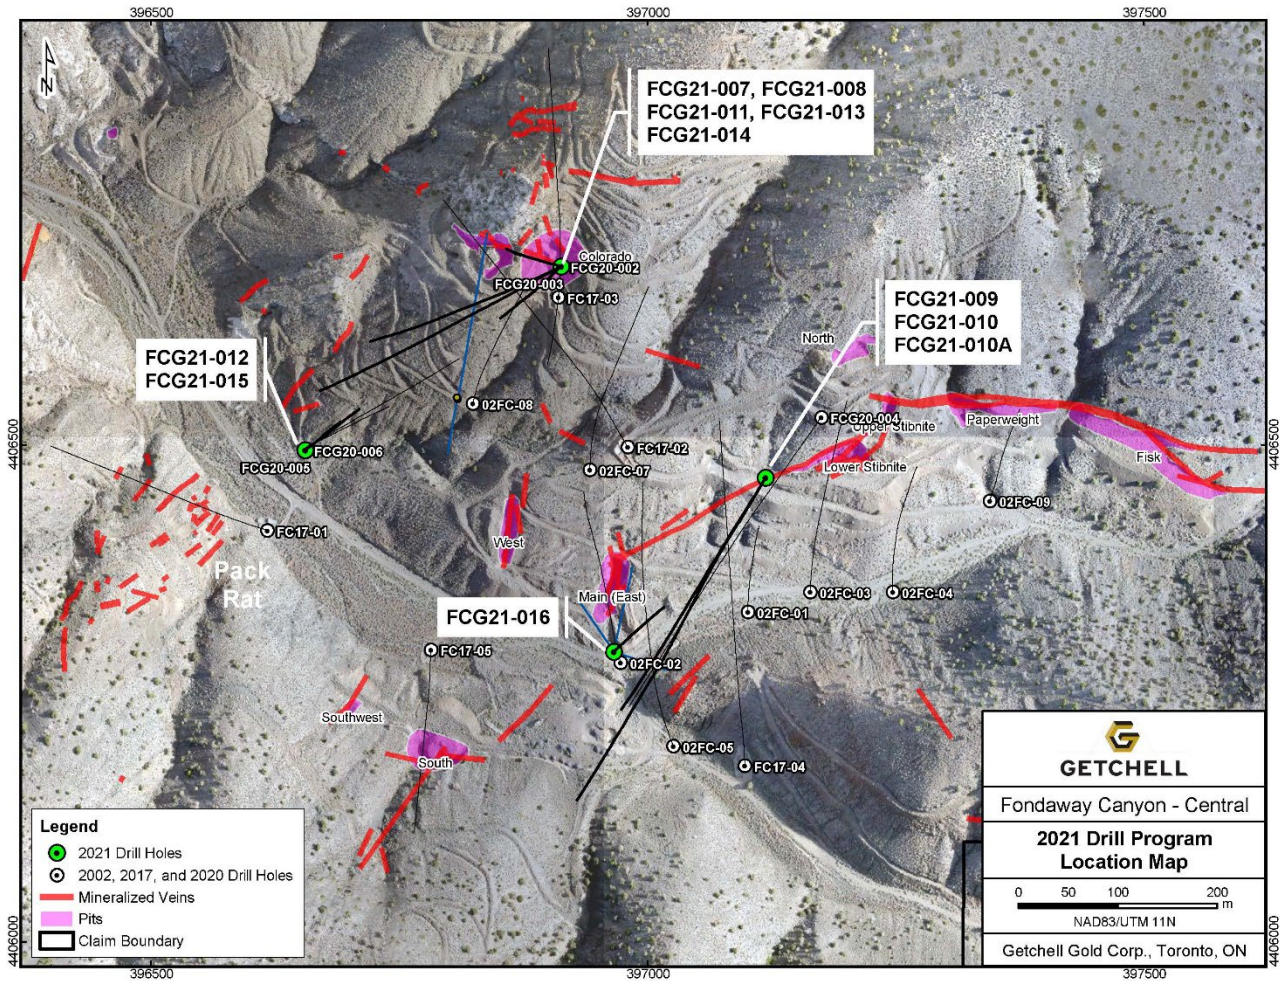 396500
397000
397500
N
FCG21-007, FCG21-008
FCG21-011, FCG21-013
FCG21-014
Colorado
FCG20-002
FCG20-003
FC17-03
FCG21-009
FCG21-010
FCG21-010A
North
FCG21-012
FCG21-015
02FC-08
FCG20-004
Upper Stibnite
Paperweight
4406500
4406500
FCG20-006
FCG20-005
FC17-02
02FC-07
Lower Stibnite
Fisk
02FC-09
FC17-01
West
Pack
Rat
Main (East)
02FC-03
02FC-04
02FC-01
FCG21-016
FC17-05
02FC-02
Southwest
02FC-05
South
FC17-04
Legend
2021 Drill Holes
2002, 2017, and 2020 Drill Holes
Mineralized Veins
Pits
Claim Boundary
GETCHELL
Fondaway Canyon - Central
2021 Drill Program
Location Map
0 50 100 200
m
NAD83/UTM 11N
Getchell Gold Corp., Toronto, ON
4406000
4406000
396500
397000
397500